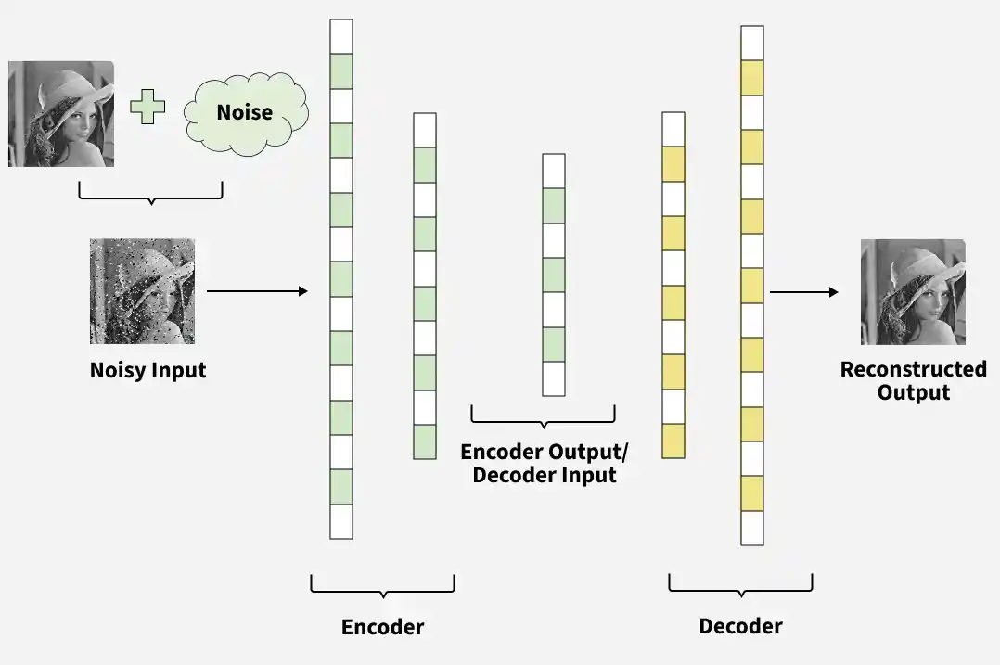 Noise
Noisy Input
Encoder Output/
Decoder Input
Reconstructed
Output
Encoder
Decoder